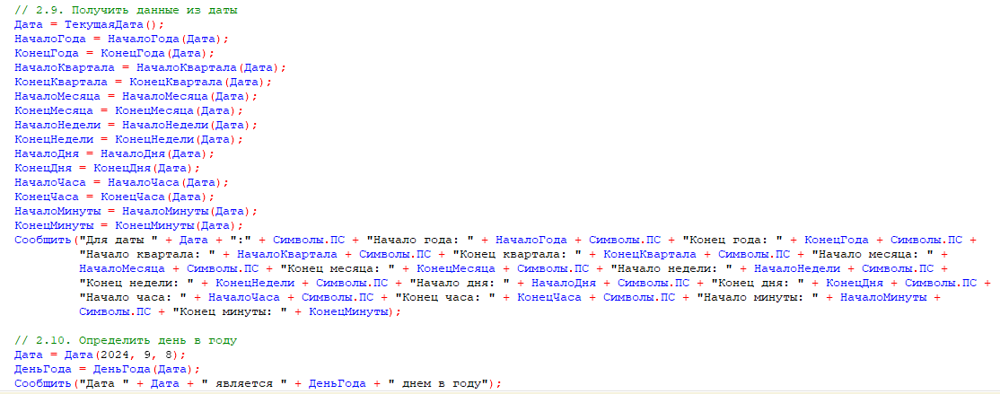 // 2.9. Получить данные из даты
Дата = ТекущаяДата();
НачалоГода = НачалоГода(Дата);
КонецГода = КонецГода(Дата);
НачалоКвартала = НачалоКвартала(Дата);
КонецКвартала = КонецКвартала(Дата);
НачалоМесяца = НачалоМесяца(Дата);
КонецМесяца = КонецМесяца(Дата);
НачалоНедели = НачалоНедели(Дата);
КонецНедели = КонецНедели(Дата);
НачалоДня = НачалоДня(Дата);
КонецДня = КонецДня(Дата);
НачалоЧаса = НачалоЧаса(Дата);
КонецЧаса = КонецЧаса(Дата);
НачалоМинуты = НачалоМинуты(Дата);
КонецМинуты = КонецМинуты(Дата);
Сообщить("Для даты " + Дата + ":" + Символы.ПС + "Начало года: " + НачалоГода + Символы.ПС + "Конец года: " + КонецГода + Символы.ПС +
"Начало квартала: " + НачалоКвартала + Символы.ПС + "Конец квартала: " + КонецКвартала + Символы.ПС + "Начало месяца: " +
НачалоМесяца + Символы.ПС + "Конец месяца: " + КонецМесяца + Символы.ПС + "Начало недели: " + НачалоНедели + Символы.ПС +
"Конец недели: " + КонецНедели + Символы.ПС + "Начало дня: " + НачалоДня + Символы.ПС + "Конец дня: " + КонецДня + Символы.ПС +
"Начало часа: " + НачалоЧаса + Символы.ПС + "Конец часа: " + КонецЧаса + Символы.ПС + "Начало минуты: " + НачалоМинуты +
Символы.ПС + "Конец минуты: " + КонецМинуты);
// 2.10. Определить день в году
Дата = Дата(2024, 9, 8);
ДеньГода = ДеньГода(Дата);
Сообщить("Дата " + Дата + " является " + ДеньГода + " днем в году");